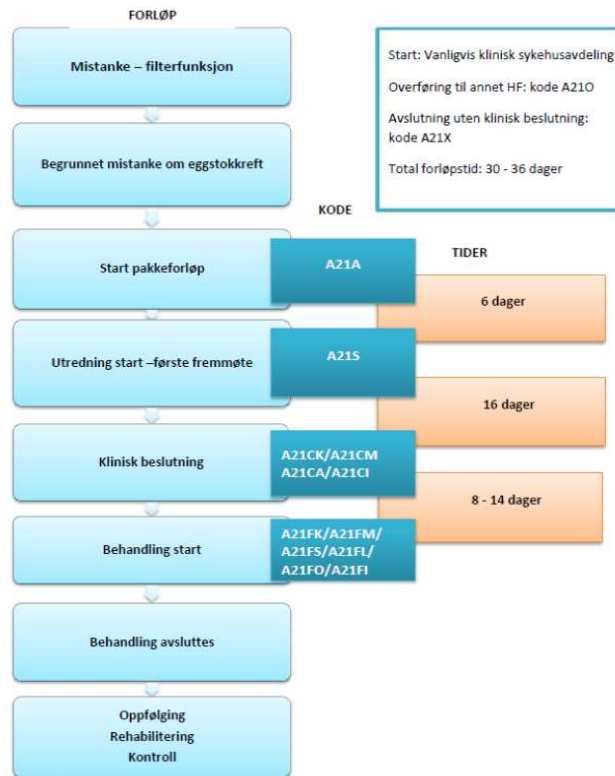 FORLØP
Mistanke – filterfunksjon
Begrunnet mistanke om eggstokkreft
Start: Vanligvis klinisk sykehusavdeling
Overføring til annet HF: kode A21O
Avslutning uten klinisk beslutning:
kode A21X
Total forløpstid: 30 - 36 dager
KODE
TIDER
Start pakkeforløp
A21A
6 dager
Utredning start –første fremmøte
A21S
16 dager
Klinisk beslutning
A21CK/A21CM
A21CA/A21CI
8 - 14 dager
Behandling start
A21FK/A21FM/
A21FS/A21FL/
A21FO/A21FI
Behandling avsluttes
Oppfølging
Rehabilitering
Kontroll